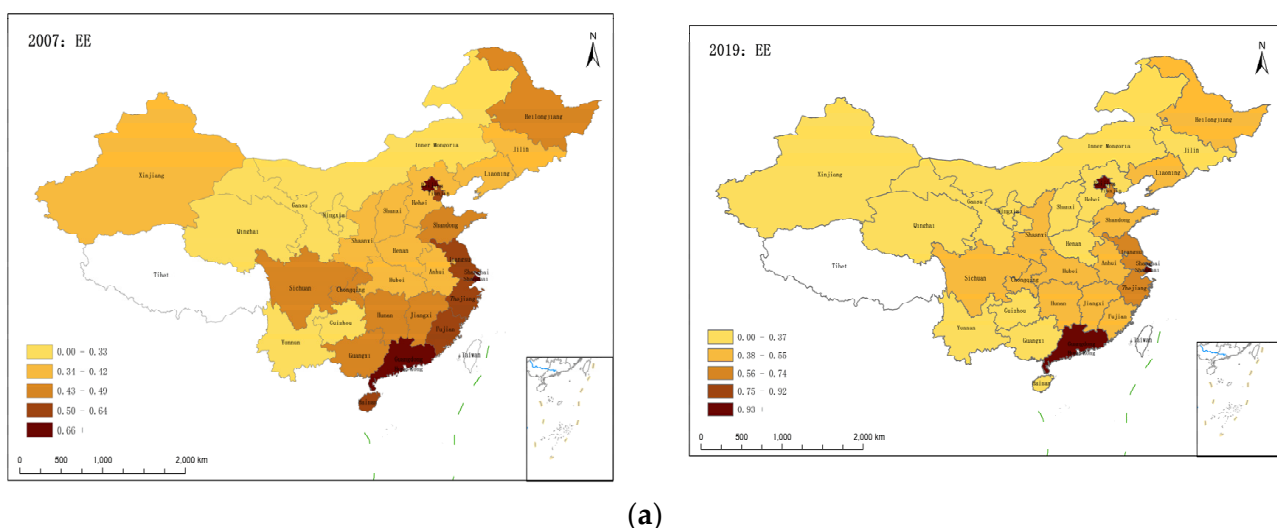 2007: EE
N
Heilongjiang
Jilin
Inner Mongoria
Liaoning
Xinjiang
Gansu
Ningxia
Qinghai
Hebei
Shanxi
Shandong
Shaanxi
Henan
Tibet
Anhui
Hubei
Sichuan
Chongqing
Zhejiang
Hunan
Jiangxi
Fujian
Guizhou
Yunnan
Guangxi
Taiwan
Hainan
0.00 - 0.33
0.34 - 0.42
0.43 - 0.49
0.50 - 0.64
0.66
0 500 1,000 2,000 km
2019: EE
N
Heilongjiang
Jilin
Inner Mongoria
Liaoning
Xinjiang
Gansu
Ningxia
Qinghai
Hebei
Shanxi
Shandong
Shaanxi
Henan
Tibet
Anhui
Hubei
Sichuan
Chongqing
Zhejiang
Hunan
Jiangxi
Fujian
Guizhou
Yunnan
Guangxi
Taiwan
Hainan
0.00 - 0.37
0.38 - 0.55
0.56 - 0.74
0.75 - 0.92
0.93
0 500 1,000 2,000 km
(a)